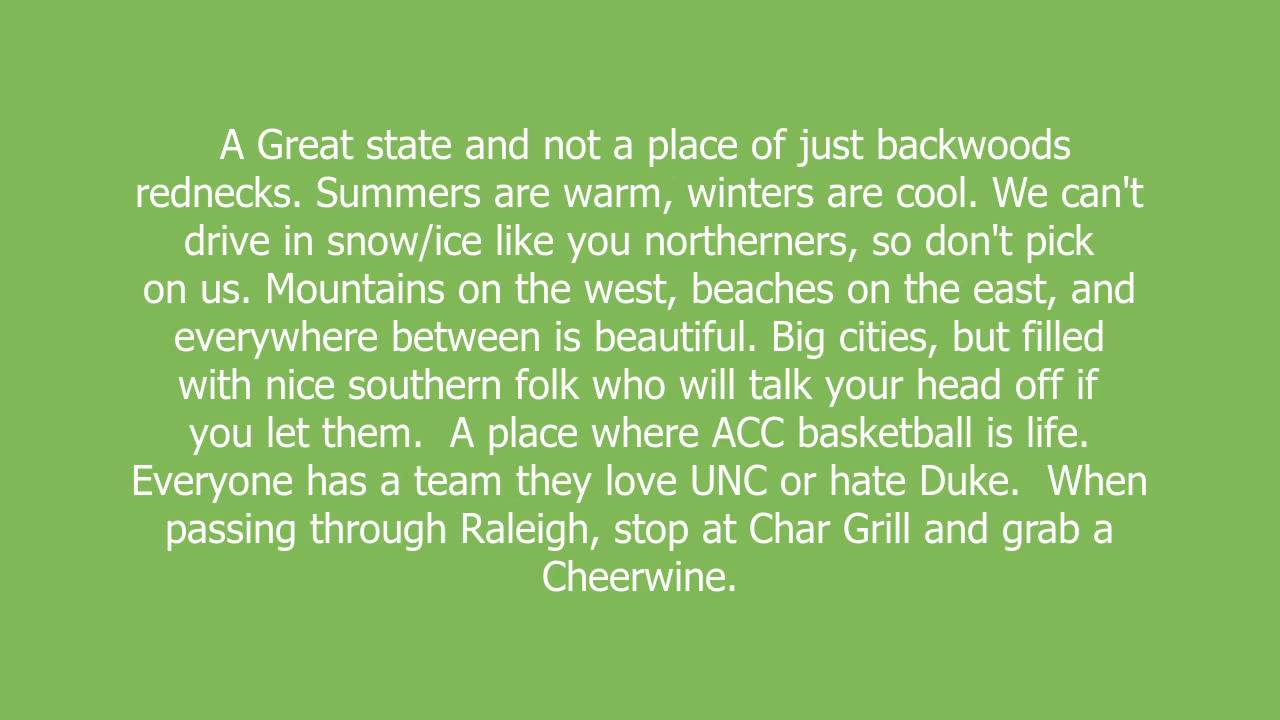 A Great state and not a place of just backwoods
rednecks. Summers are warm, winters are cool. We can't
drive in snow/ice like you northerners, so don't pick
on us. Mountains on the west, beaches on the east, and
everywhere between is beautiful. Big cities, but filled
with nice southern folk who will talk your head off if
you let them.  A place where ACC basketball is life.
Everyone has a team they love UNC or hate Duke.  When
passing through Raleigh, stop at Char Grill and grab a
Cheerwine.